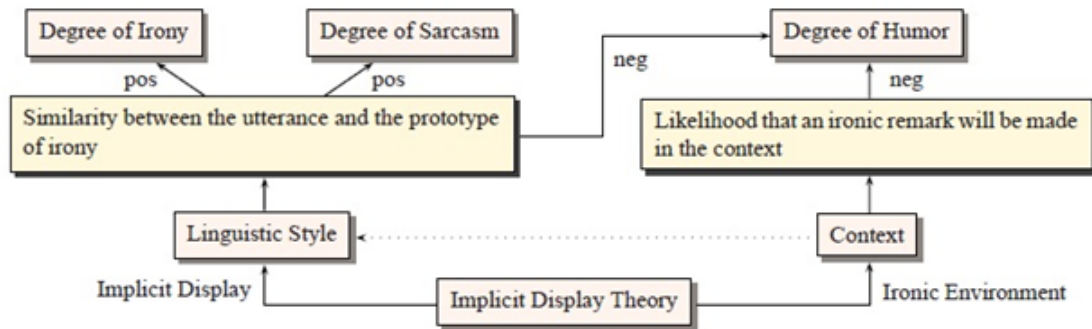 Degree of Irony
Degree of Sarcasm
Degree of Humor
pos
pos
neg
neg
Similarity between the utterance and the prototype
of irony
Likelihood that an ironic remark will be made
in the context
Linguistic Style
Context
Implicit Display
Implicit Display Theory
Ironic Environment